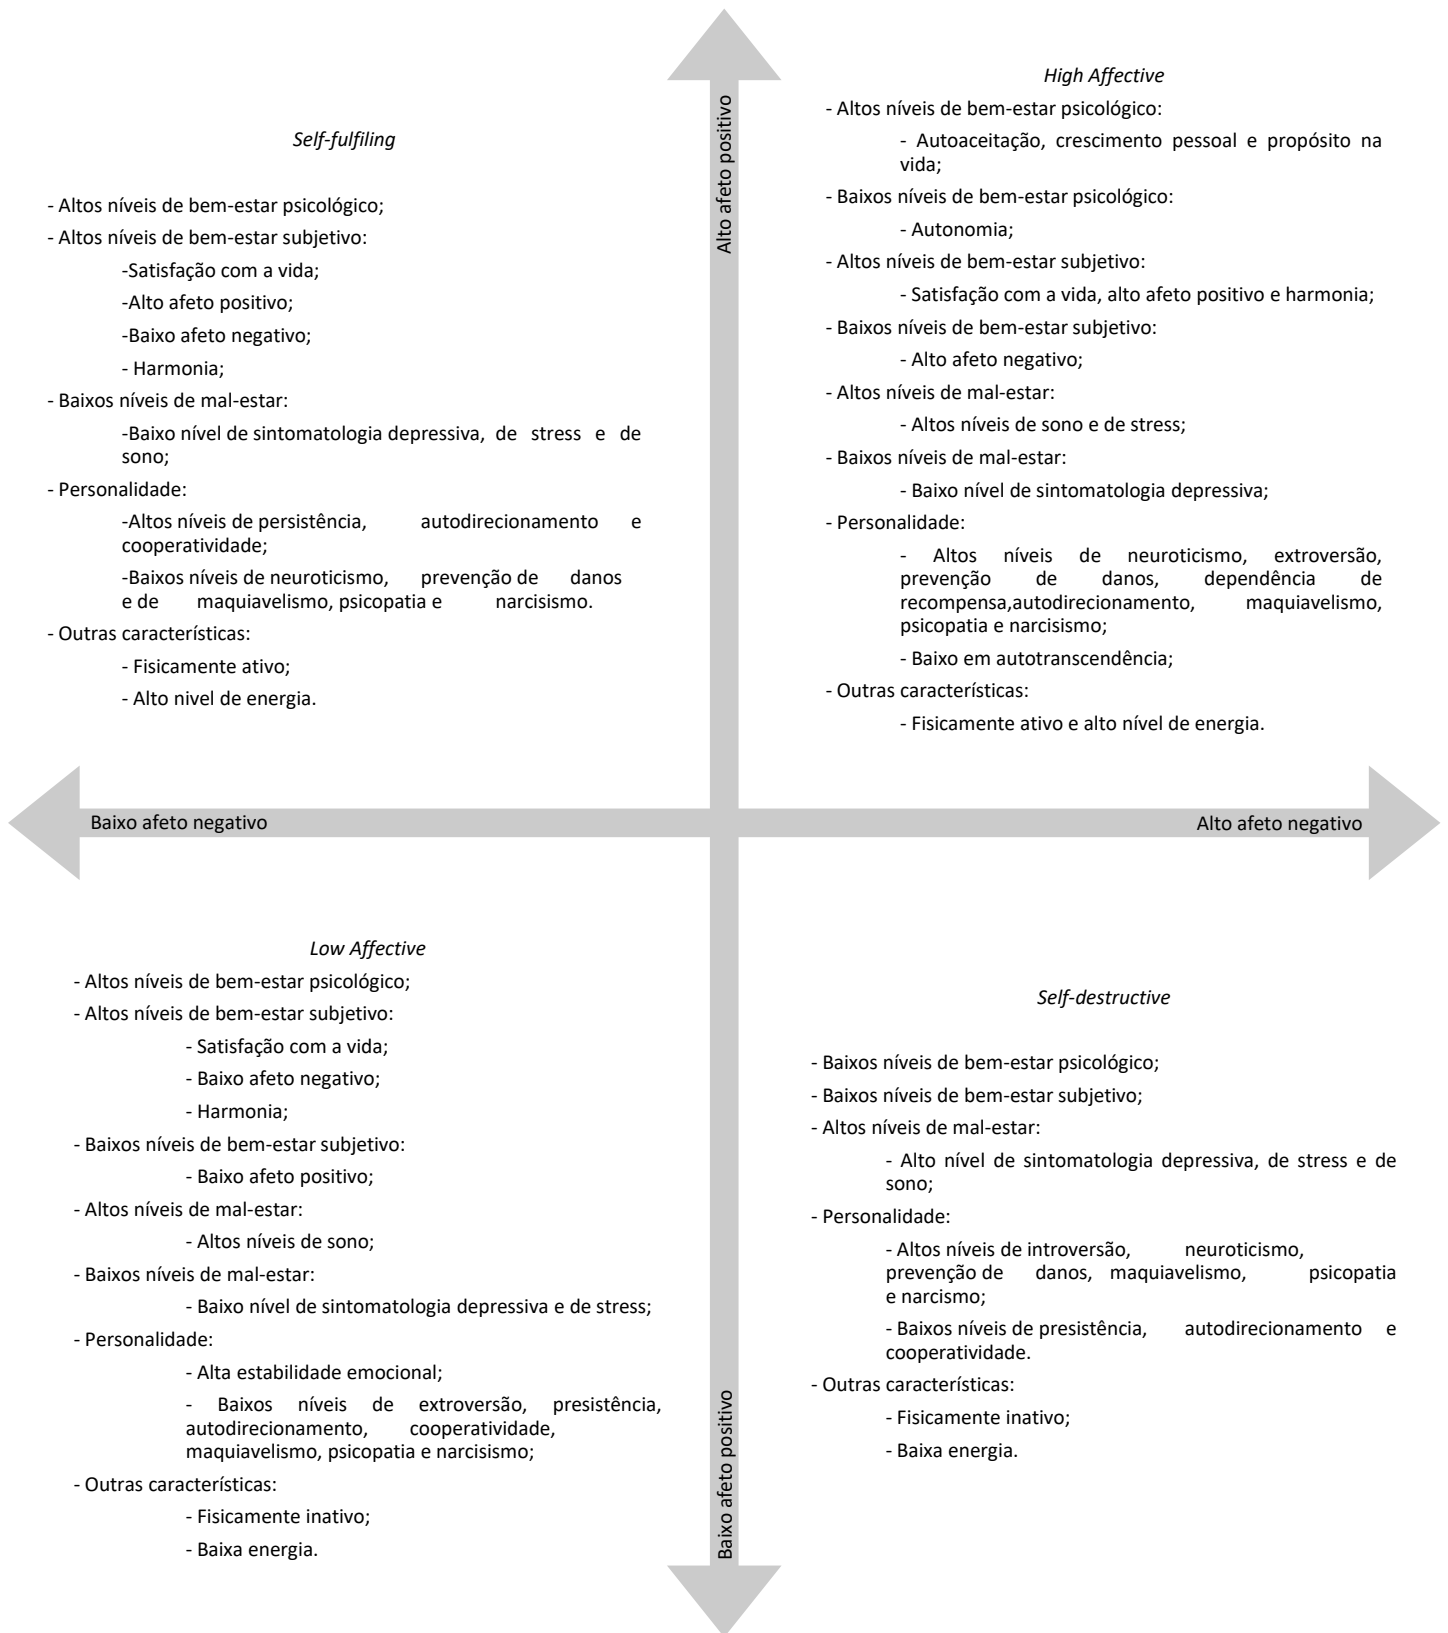 Alto afeto positivo
Self-fulfiling
- Altos níveis de bem-estar psicológico;
- Altos níveis de bem-estar subjetivo:
-Satisfação com a vida;
-Alto afeto positivo;
-Baixo afeto negativo;
- Harmonia;
- Baixos níveis de mal-estar:
-Baixo nível de sintomatologia depressiva, de stress e de
sono;
- Personalidade:
-Altos níveis de persistência, autodirecionamento e
cooperatividade;
-Baixos níveis de neuroticismo, prevenção de danos
e de maquiavelismo, psicopatia e narcisismo.
- Outras características:
- Fisicamente ativo;
- Alto nivel de energia.
High Affective
- Altos níveis de bem-estar psicológico:
- Autoaceitação, crescimento pessoal e propósito na
vida;
- Baixos níveis de bem-estar psicológico:
- Autonomia;
- Altos níveis de bem-estar subjetivo:
- Satisfação com a vida, alto afeto positivo e harmonia;
- Baixos níveis de bem-estar subjetivo:
- Alto afeto negativo;
- Altos níveis de mal-estar:
- Altos níveis de sono e de stress;
- Baixos níveis de mal-estar:
- Baixo nível de sintomatologia depressiva;
- Personalidade:
- Altos níveis de neuroticismo, extroversão,
prevenção de danos, dependência de
recompensa,autodirecionamento, maquiavelismo,
psicopatia e narcisismo;
- Baixo em autotranscendência;
- Outras características:
- Fisicamente ativo e alto nível de energia.
Baixo afeto negativo
Alto afeto negativo
Low Affective
- Altos níveis de bem-estar psicológico;
- Altos níveis de bem-estar subjetivo:
- Satisfação com a vida;
- Baixo afeto negativo;
- Harmonia;
- Baixos níveis de bem-estar subjetivo:
- Baixo afeto positivo;
- Altos níveis de mal-estar:
- Altos níveis de sono;
- Baixos níveis de mal-estar:
- Baixo nível de sintomatologia depressiva e de stress;
- Personalidade:
- Alta estabilidade emocional;
- Baixos níveis de extroversão, presistência,
autodirecionamento, cooperatividade,
maquiavelismo, psicopatia e narcisismo;
- Outras características:
- Fisicamente inativo;
- Baixa energia.
Self-destructive
- Baixos níveis de bem-estar psicológico;
- Baixos níveis de bem-estar subjetivo;
- Altos níveis de mal-estar:
- Alto nível de sintomatologia depressiva, de stress e de
sono;
- Personalidade:
- Altos níveis de introversão, neuroticismo,
prevenção de danos, maquiavelismo, psicopatia
e narcismo;
- Baixos níveis de presistência, autodirecionamento e
cooperatividade.
- Outras características:
- Fisicamente inativo;
- Baixa energia.
Baixo afeto positivo